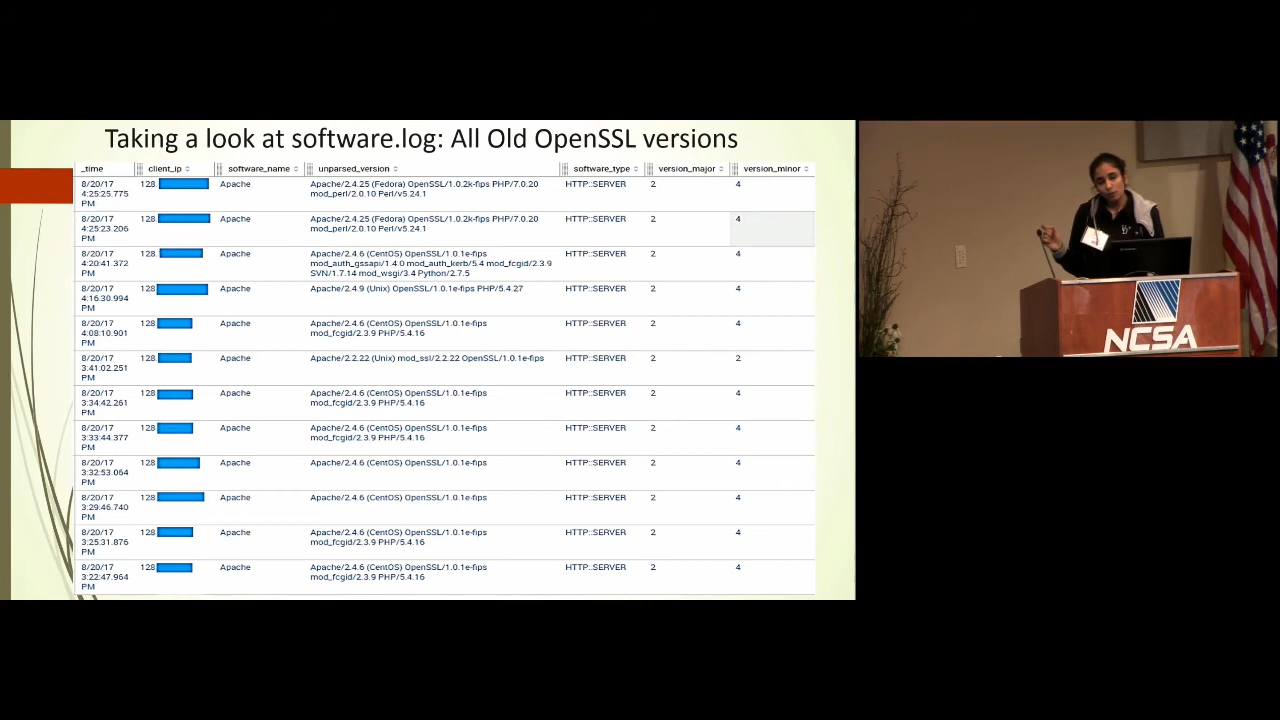 Taking a look at software.log: All Old OpenSSL versions
_time client_ip software_name unparsed_version software_type version_major version_minor
8/20/17 128. Apache Apache/2.4.25 (Fedora) OpenSSL/1.0.2k-fips PHP/7.0.20 HTTP::SERVER 2 4
4:25:25.775 mod_perl/2.0.10 Perl/v5.24.1
PM
8/20/17 128. Apache Apache/2.4.25 (Fedora) OpenSSL/1.0.2k-fips PHP/7.0.20 HTTP::SERVER 2 4
4:25:23.206 mod_perl/2.0.10 Perl/v5.24.1
PM
8/20/17 128. Apache Apache/2.4.6 (CentOS) OpenSSL/1.0.1e-fips HTTP::SERVER 2 4
4:20:41.372 mod_auth_gssapi/1.4.0 mod_auth_kerb/5.4 mod_fcgid/2.3.9
PM SVN/1.7.14 mod_wsgi/3.4 Python/2.7.5
8/20/17 128. Apache Apache/2.4.9 (Unix) OpenSSL/1.0.1e-fips PHP/5.4.27 HTTP::SERVER 2 4
4:16:30.994
PM
8/20/17 128 Apache Apache/2.4.6 (CentOS) OpenSSL/1.0.1e-fips HTTP::SERVER 2 4
4:08:10.901 mod_fcgid/2.3.9 PHP/5.4.16
PM
8/20/17 128 Apache Apache/2.2.22 (Unix) mod_ssl/2.2.22 OpenSSL/1.0.1e-fips HTTP::SERVER 2 2
3:41:02.251
PM
8/20/17 128 Apache Apache/2.4.6 (CentOS) OpenSSL/1.0.1e-fips HTTP::SERVER 2 4
3:34:42.261 mod_fcgid/2.3.9 PHP/5.4.16
PM
8/20/17 128 Apache Apache/2.4.6 (CentOS) OpenSSL/1.0.1e-fips HTTP::SERVER 2 4
3:33:44.377 mod_fcgid/2.3.9 PHP/5.4.16
PM
8/20/17 128 Apache Apache/2.4.6 (CentOS) OpenSSL/1.0.1e-fips HTTP::SERVER 2 4
3:32:53.064
PM
8/20/17 128 Apache Apache/2.4.6 (CentOS) OpenSSL/1.0.1e-fips HTTP::SERVER 2 4
3:29:46.740
PM
8/20/17 128 Apache Apache/2.4.6 (CentOS) OpenSSL/1.0.1e-fips HTTP::SERVER 2 4
3:25:31.876 mod_fcgid/2.3.9 PHP/5.4.16
PM
8/20/17 128 Apache Apache/2.4.6 (CentOS) OpenSSL/1.0.1e-fips HTTP::SERVER 2 4
3:22:47.964 mod_fcgid/2.3.9 PHP/5.4.16
PM
NCSA